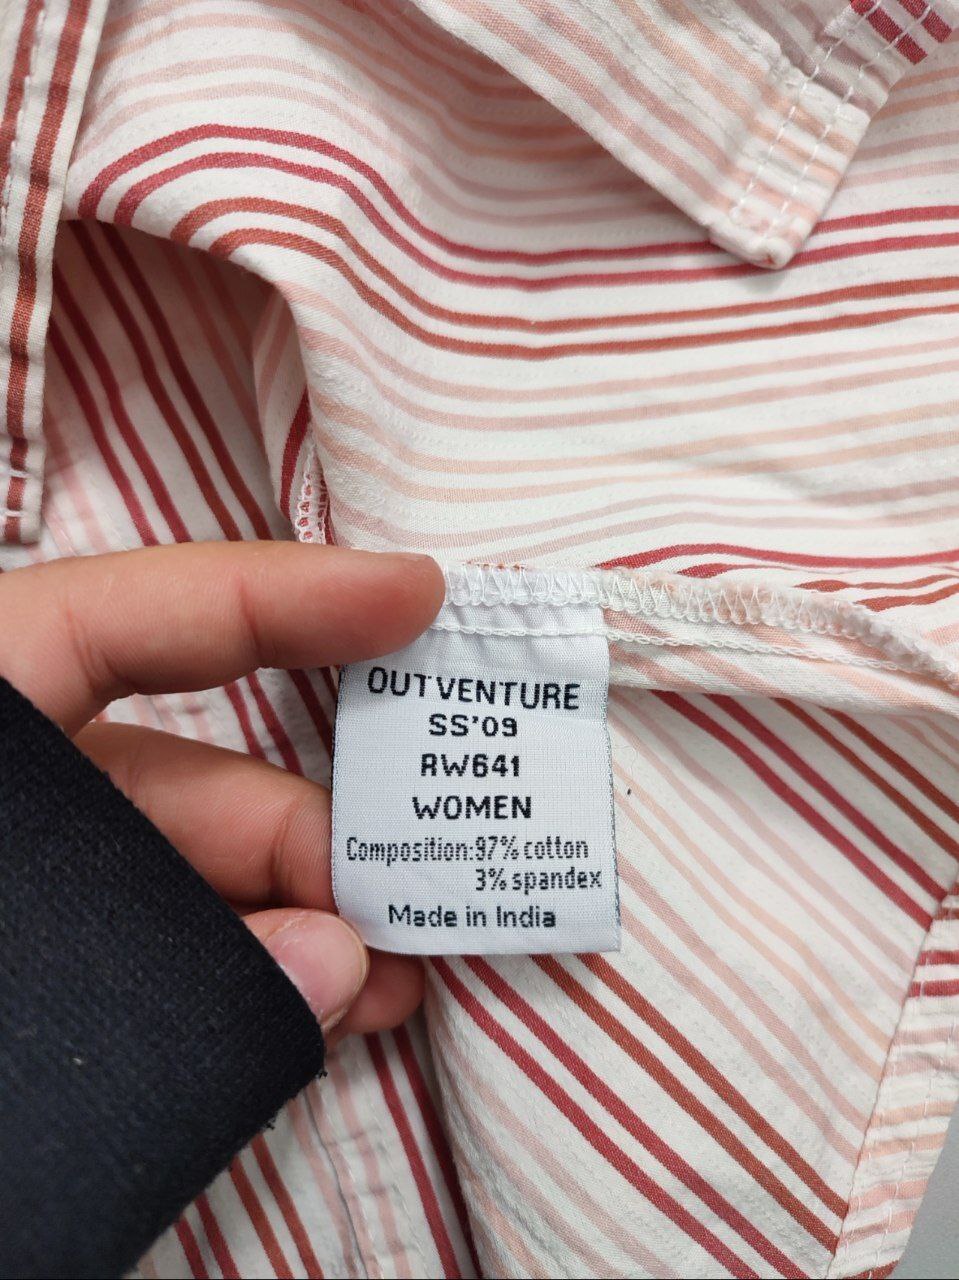 OUTVENTURE
SS'09
RW641
WOMEN
Composition:97% cotton
3% spandex
Made in India